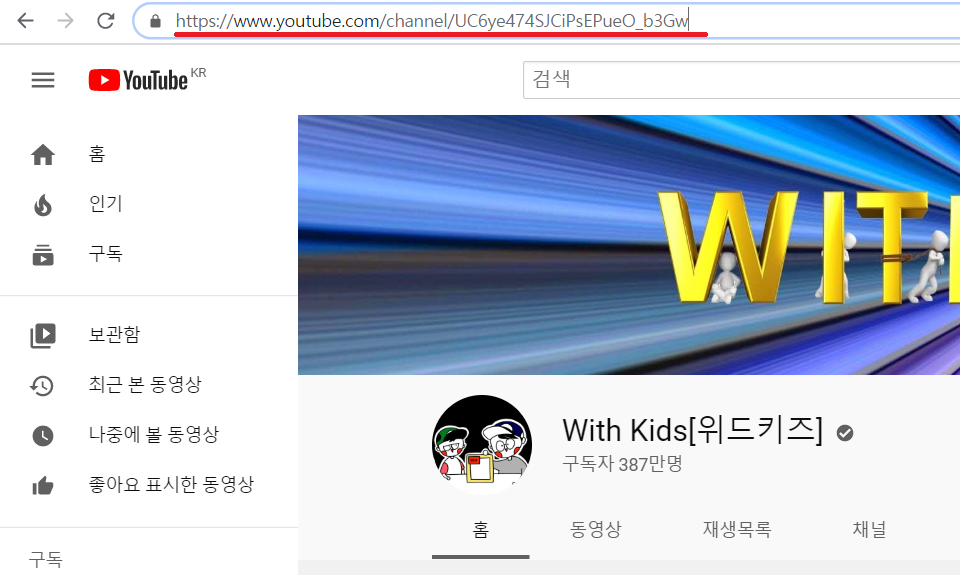 https://www.youtube.com/channel/UC6ye474SJCiPsEPueO_b3Gw
YouTube KR
검색
홈
인기
구독
보관함
최근 본 동영상
나중에 볼 동영상
좋아요 표시한 동영상
구독
WIT
With Kids[위드키즈]
구독자 387만명
홈 동영상 재생목록 채널